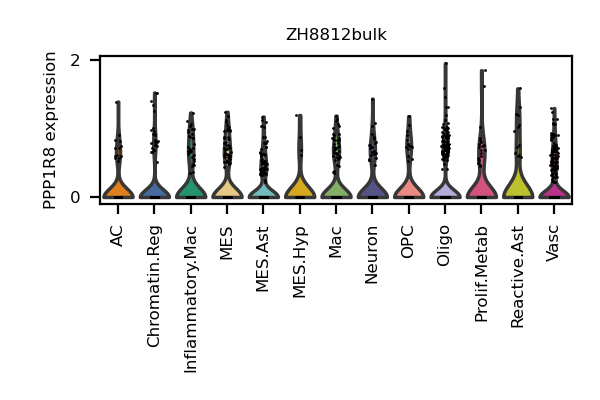 ZH8812bulk
PPP1R8 expression
2
0
AC
Chromatin.Reg
Inflammatory.Mac
MES
MES.Ast
MES.Hyp
Mac
Neuron
OPC
Oligo
Prolif.Metab
Reactive.Ast
Vasc